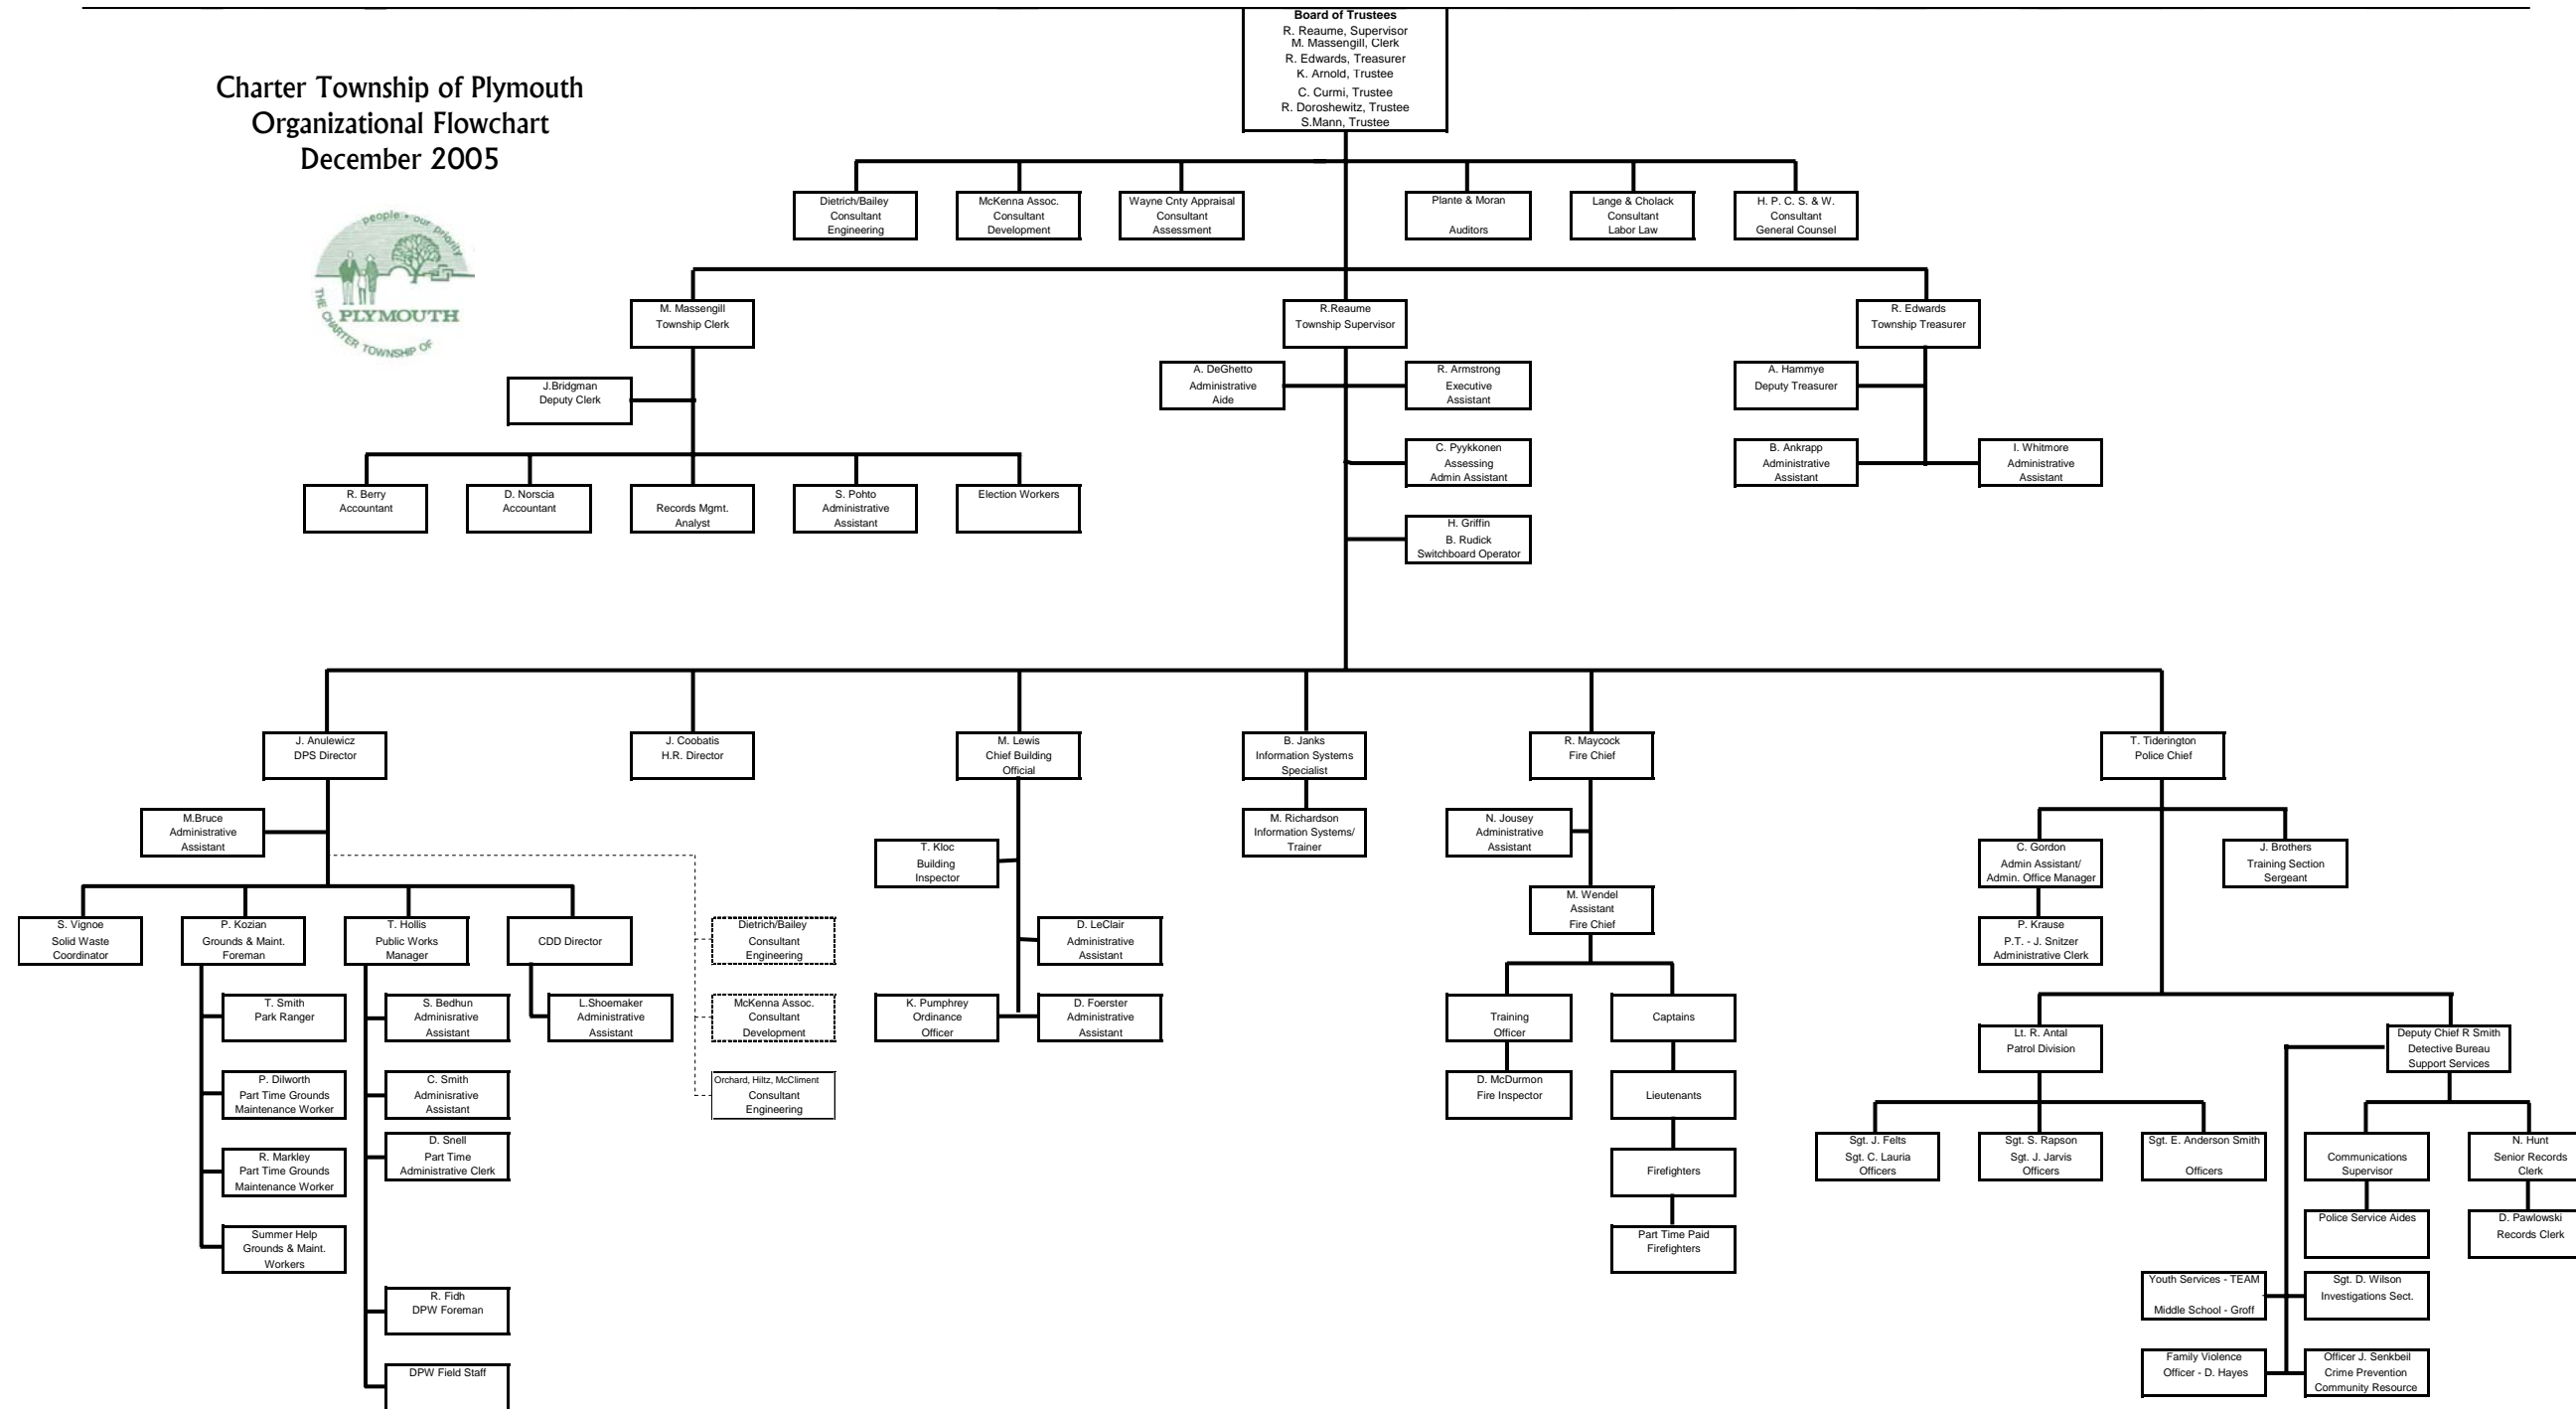 Board of Trustees
R. Reaume, Supervisor
M. Massengill, Clerk
R. Edwards, Treasurer
K. Arnold, Trustee
C. Curmi, Trustee
R. Doroshewitz, Trustee
S.Mann, Trustee
Charter Township of Plymouth
Organizational Flowchart
December 2005
people • our priority
PLYMOUTH
THE CHARTER TOWNSHIP OF
Dietrich/Bailey
Consultant
Engineering
McKenna Assoc.
Consultant
Development
Wayne Cnty Appraisal
Consultant
Assessment
Plante & Moran
Auditors
Lange & Cholack
Consultant
Labor Law
H. P. C. S. & W.
Consultant
General Counsel
M. Massengill
Township Clerk
R.Reaume
Township Supervisor
R. Edwards
Township Treasurer
J.Bridgman
Deputy Clerk
A. DeGhetto
Administrative
Aide
R. Armstrong
Executive
Assistant
A. Hammye
Deputy Treasurer
C. Pyykkonen
Assessing
Admin Assistant
B. Ankrapp
Administrative
Assistant
I. Whitmore
Administrative
Assistant
R. Berry
Accountant
D. Norscia
Accountant
Records Mgmt.
Analyst
S. Pohto
Administrative
Assistant
Election Workers
H. Griffin
B. Rudick
Switchboard Operator
J. Anulewicz
DPS Director
J. Coobatis
H.R. Director
M. Lewis
Chief Building
Official
B. Janks
Information Systems
Specialist
R. Maycock
Fire Chief
T. Tiderington
Police Chief
M.Bruce
Administrative
Assistant
T. Kloc
Building
Inspector
M. Richardson
Information Systems/
Trainer
N. Jousey
Administrative
Assistant
C. Gordon
Admin Assistant/
Admin. Office Manager
J. Brothers
Training Section
Sergeant
S. Vignoe
Solid Waste
Coordinator
P. Kozian
Grounds & Maint.
Foreman
T. Hollis
Public Works
Manager
CDD Director
Dietrich/Bailey
Consultant
Engineering
D. LeClair
Administrative
Assistant
M. Wendel
Assistant
Fire Chief
P. Krause
P.T. - J. Snitzer
Administrative Clerk
T. Smith
Park Ranger
S. Bedhun
Adminisrative
Assistant
L.Shoemaker
Administrative
Assistant
McKenna Assoc.
Consultant
Development
K. Pumphrey
Ordinance
Officer
D. Foerster
Administrative
Assistant
Training
Officer
Captains
Lt. R. Antal
Patrol Division
Deputy Chief R Smith
Detective Bureau
Support Services
P. Dilworth
Part Time Grounds
Maintenance Worker
C. Smith
Adminisrative
Assistant
Orchard, Hiltz, McCliment
Consultant
Engineering
D. McDurmon
Fire Inspector
Lieutenants
R. Markley
Part Time Grounds
Maintenance Worker
D. Snell
Part Time
Administrative Clerk
Firefighters
Sgt. J. Felts
Sgt. C. Lauria
Officers
Sgt. S. Rapson
Sgt. J. Jarvis
Officers
Sgt. E. Anderson Smith
Officers
Communications
Supervisor
N. Hunt
Senior Records
Clerk
Summer Help
Grounds & Maint.
Workers
Part Time Paid
Firefighters
Police Service Aides
D. Pawlowski
Records Clerk
R. Fidh
DPW Foreman
Youth Services - TEAM
Middle School - Groff
Sgt. D. Wilson
Investigations Sect.
DPW Field Staff
Family Violence
Officer - D. Hayes
Officer J. Senkbeil
Crime Prevention
Community Resource